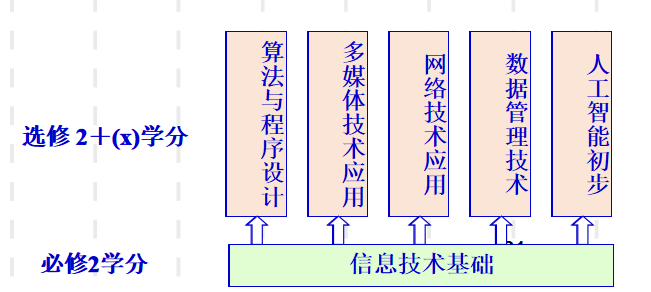 算法与程序设计
多媒体技术应用
网络技术应用
数据管理技术
人工智能初步
选修 2＋(x)学分
必修2学分
信息技术基础